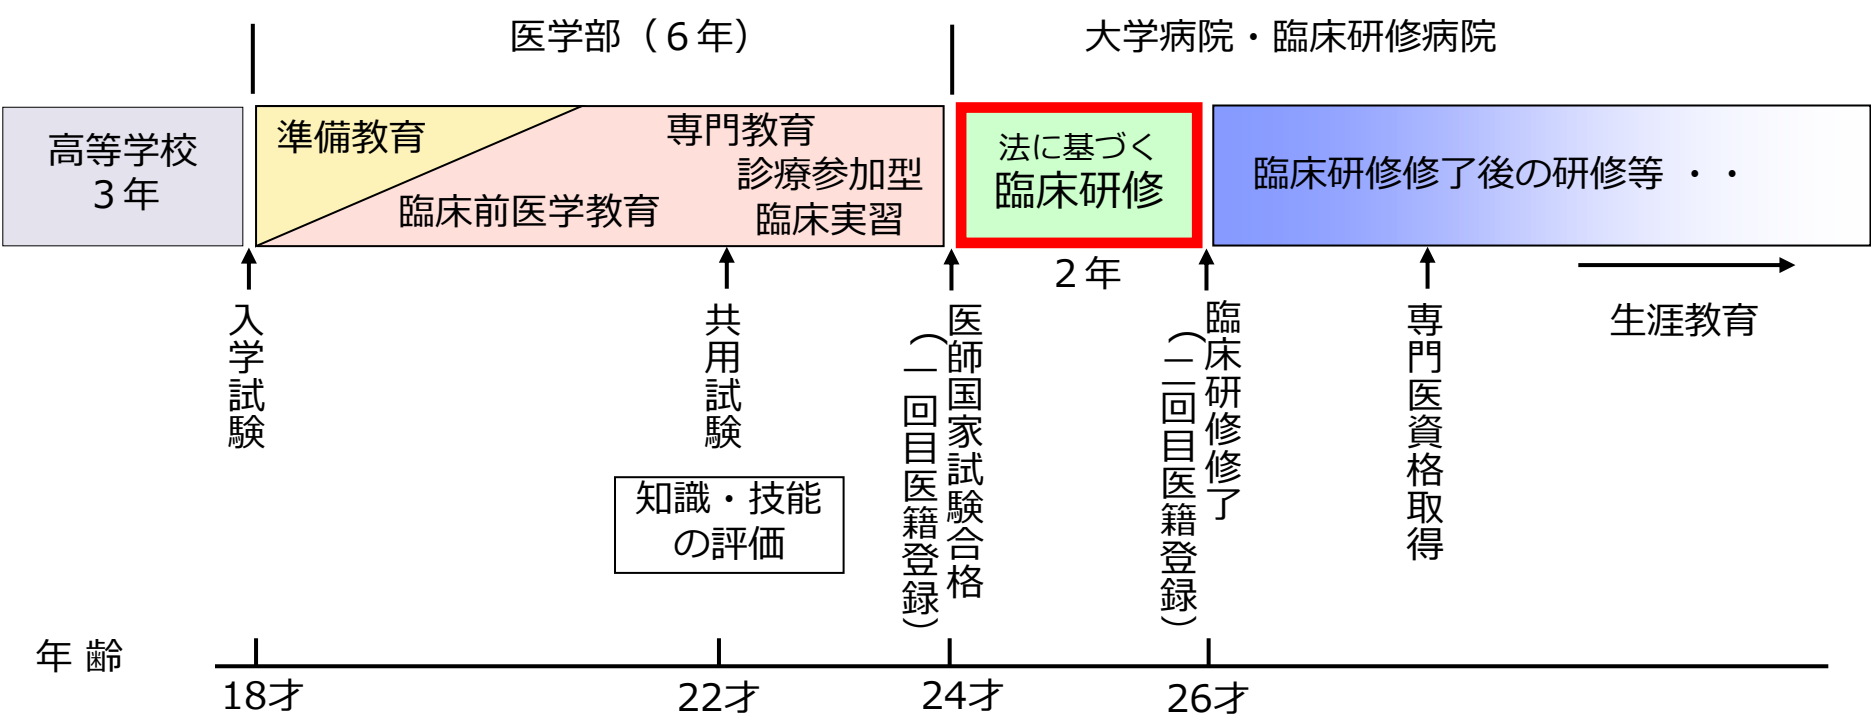 医学部（６年）
大学病院・臨床研修病院
高等学校
３年
準備教育
臨床前医学教育
専門教育
診療参加型
臨床実習
法に基づく
臨床研修
臨床研修修了後の研修等 ・・
２年
入学試験
共用試験
知識・技能
の評価
医師国家試験合格
（一回目医籍登録）
臨床研修修了
（二回目医籍登録）
専門医資格取得
生涯教育
年 齢
18才
22才
24才
26才